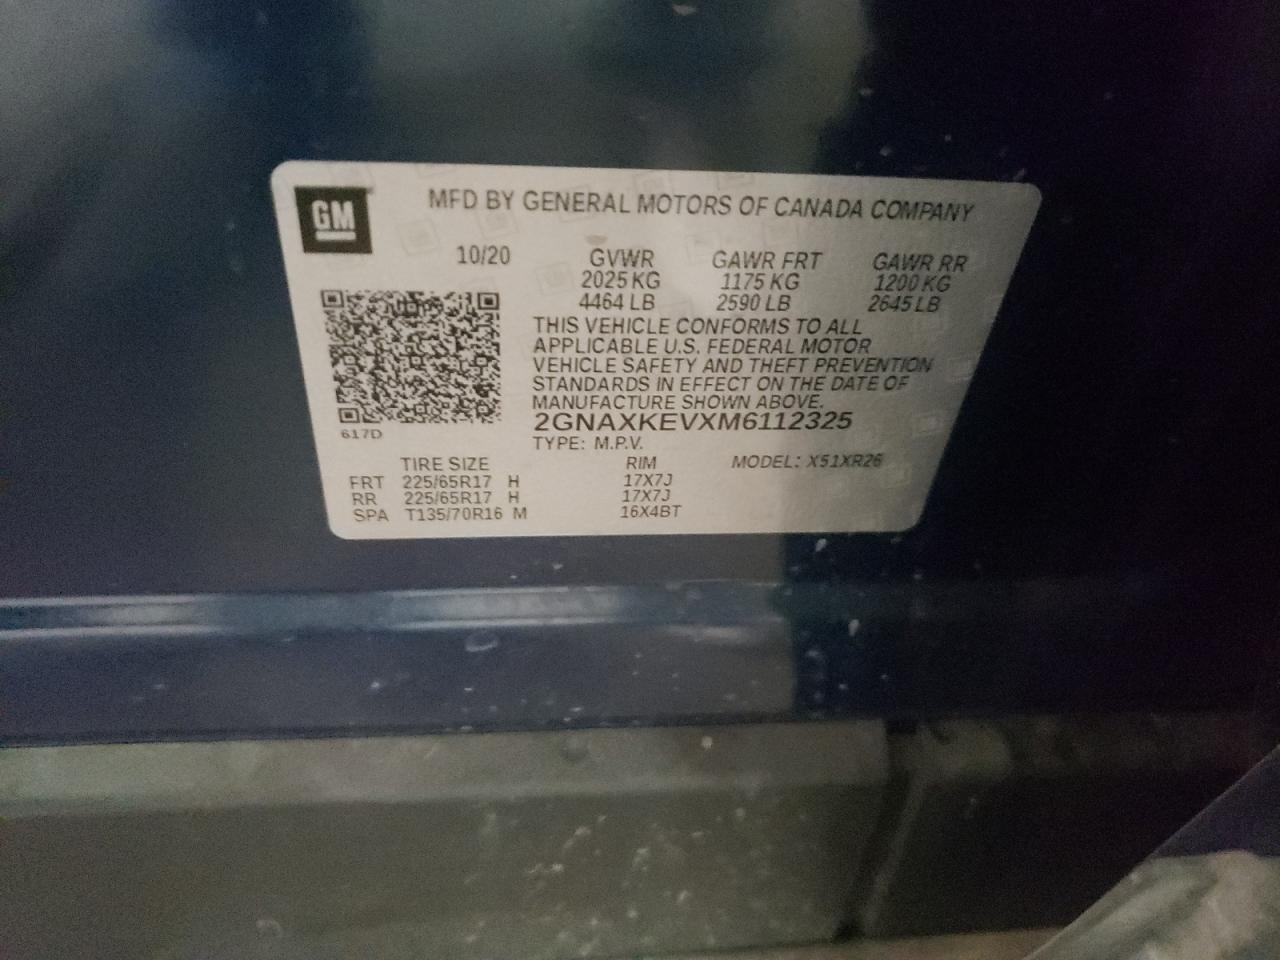 GM
MFD BY GENERAL MOTORS OF CANADA COMPANY
10/20 GVWR GAWR FRT GAWR RR
2025 KG 1175 KG 1200 KG
4464 LB 2590 LB 2645 LB
THIS VEHICLE CONFORMS TO ALL
APPLICABLE U.S. FEDERAL MOTOR
VEHICLE SAFETY AND THEFT PREVENTION
STANDARDS IN EFFECT ON THE DATE OF
MANUFACTURE SHOWN ABOVE.
2GNAXKEVXM6112325
617D
TYPE: M.P.V.
TIRE SIZE RIM MODEL: X51XR26
FRT 225/65R17 H 17X7J
RR 225/65R17 H 17X7J
SPA T135/70R16 M 16X4BT